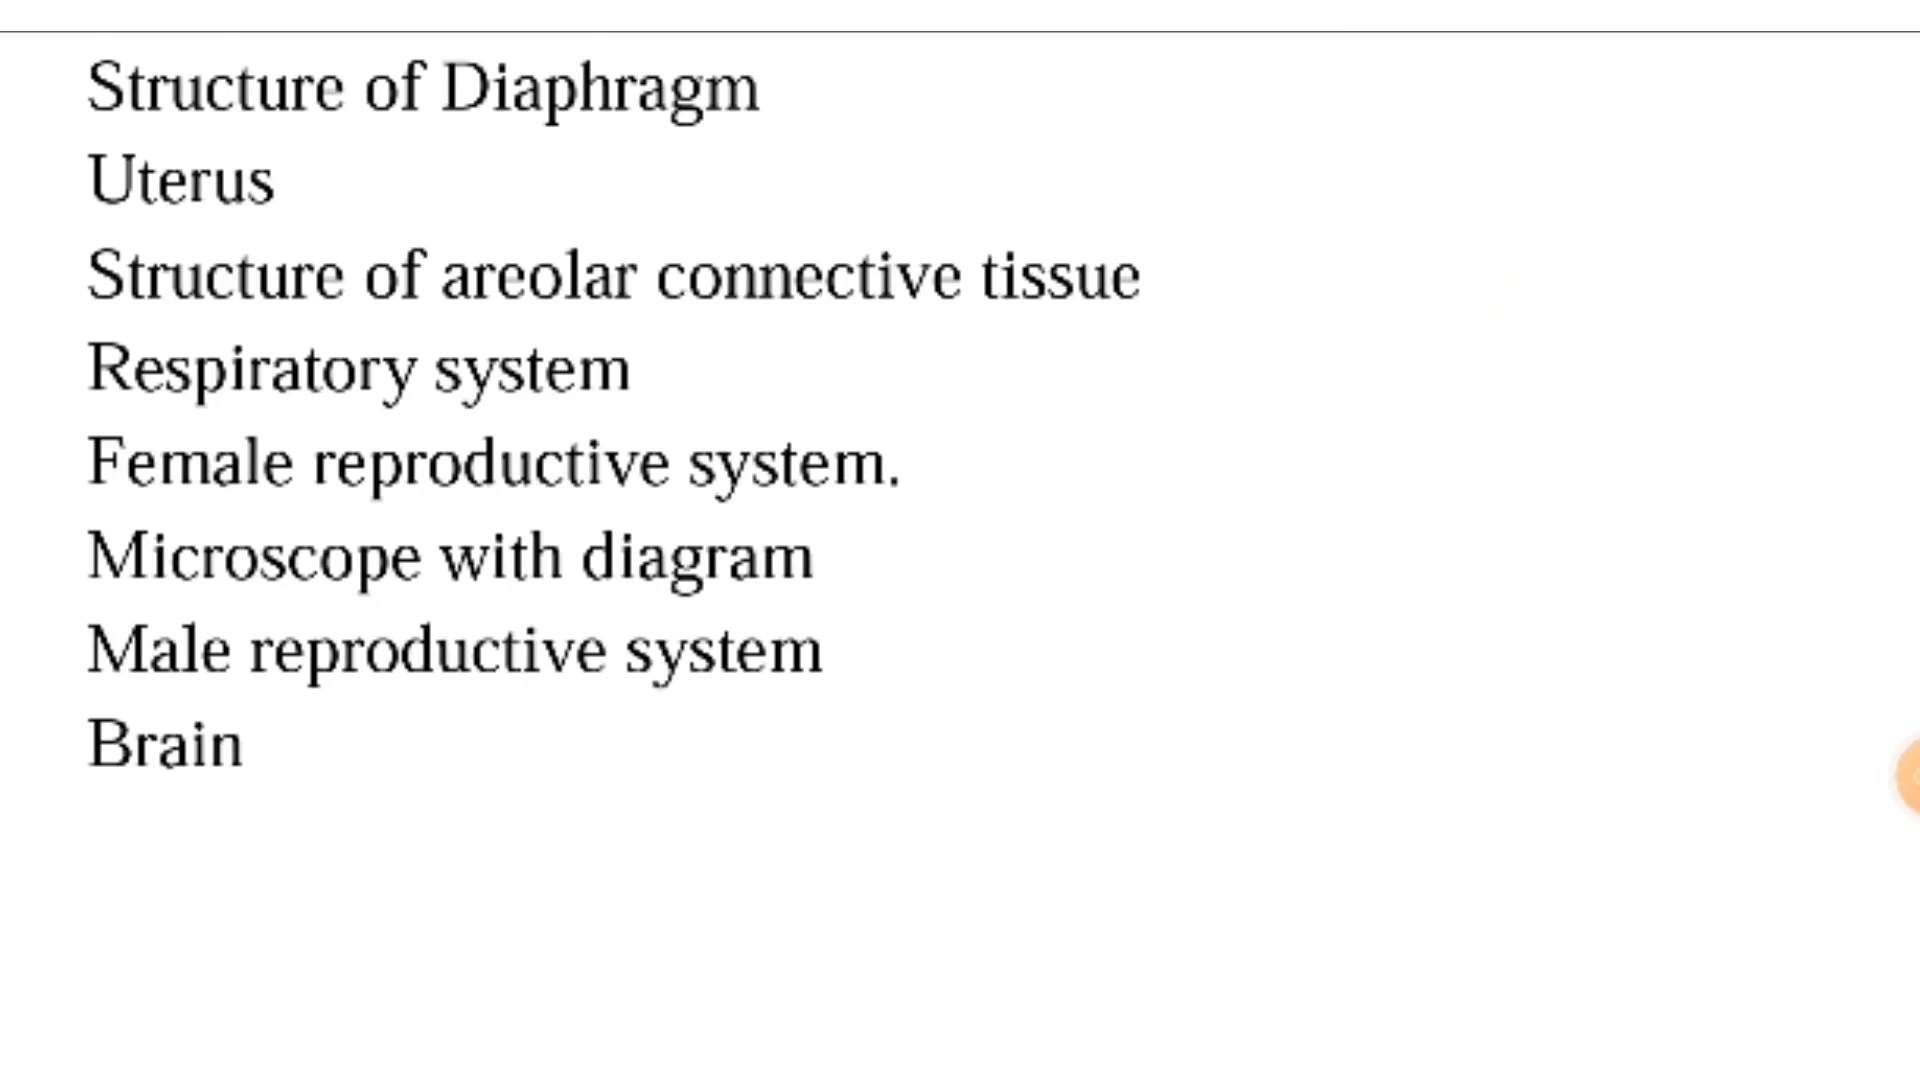 Structure of Diaphragm
Uterus
Structure of areolar connective tissue
Respiratory system
Female reproductive system.
Microscope with diagram
Male reproductive system
Brain